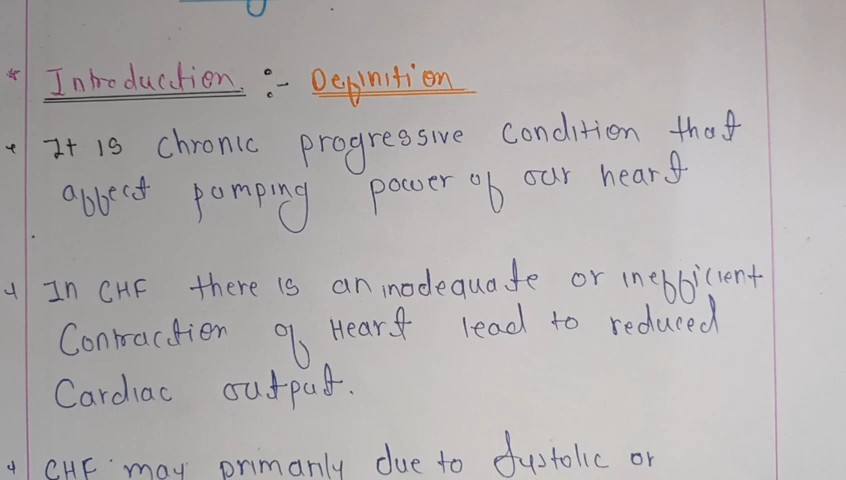 * Introduction :- Definition
It is chronic progressive condition that
affect pumping power of our heart
In CHF there is an inadequate or inefficient
Contraction of Heart lead to reduced
Cardiac output.
CHF may primarily due to systolic or